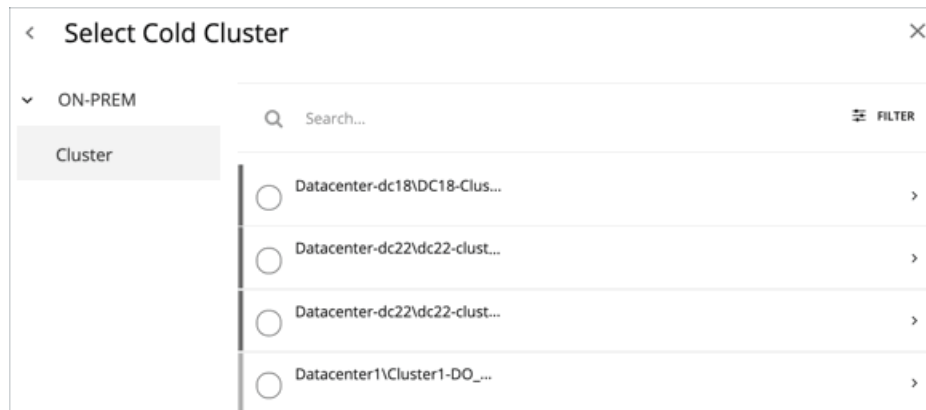 Select Cold Cluster
ON-PREM
Cluster
Search...
FILTER
Datacenter-dc18\DC18-Clus...
Datacenter-dc22\dc22-clust...
Datacenter-dc22\dc22-clust...
Datacenter1\Cluster1-DO_...